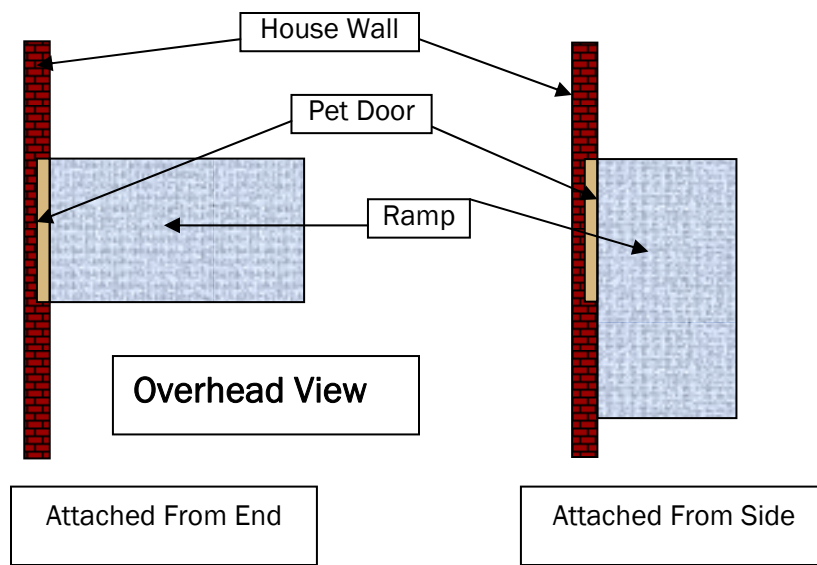 House Wall
Pet Door
Ramp
Overhead View
Attached From End
Attached From Side